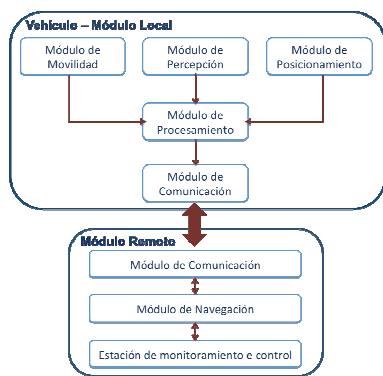 Vehiculo – Módulo Local
Módulo de
Movilidad
Módulo de
Percepción
Módulo de
Posicionamiento
Módulo de
Procesamiento
Módulo de
Comunicación
Módulo Remoto
Módulo de Comunicación
Módulo de Navegación
Estación de monitoramiento e control